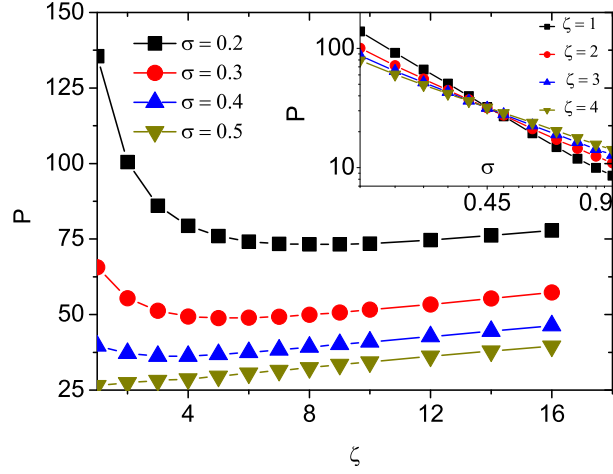 150
125
100
75
50
25
P
4
8
12
16
ζ
σ = 0.2
σ = 0.3
σ = 0.4
σ = 0.5
100
10
P
σ
0.45
0.9
ζ = 1
ζ = 2
ζ = 3
ζ = 4